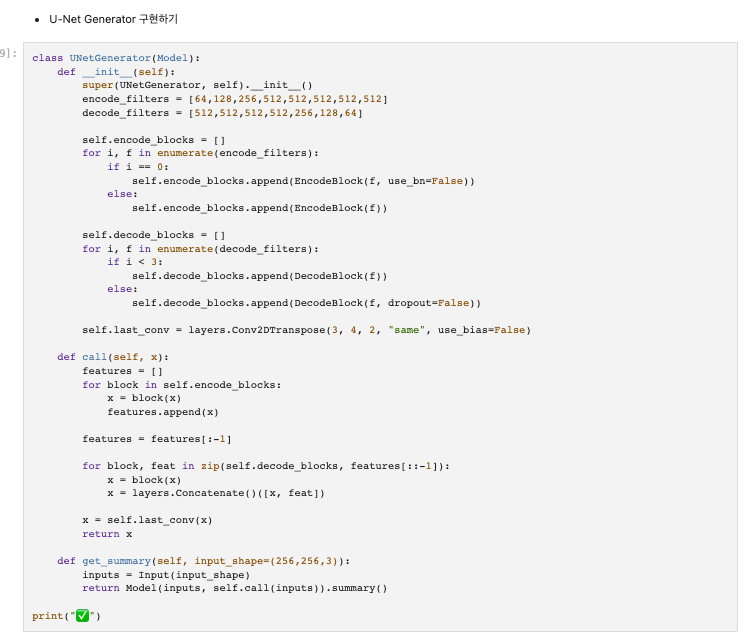 • U-Net Generator 구현하기
9]:
class UNetGenerator(Model):
    def __init__(self):
        super(UNetGenerator, self).__init__()
        encode_filters = [64,128,256,512,512,512,512,512]
        decode_filters = [512,512,512,512,256,128,64]

        self.encode_blocks = []
        for i, f in enumerate(encode_filters):
            if i == 0:
                self.encode_blocks.append(EncodeBlock(f, use_bn=False))
            else:
                self.encode_blocks.append(EncodeBlock(f))

        self.decode_blocks = []
        for i, f in enumerate(decode_filters):
            if i < 3:
                self.decode_blocks.append(DecodeBlock(f))
            else:
                self.decode_blocks.append(DecodeBlock(f, dropout=False))

        self.last_conv = layers.Conv2DTranspose(3, 4, 2, "same", use_bias=False)

    def call(self, x):
        features = []
        for block in self.encode_blocks:
            x = block(x)
            features.append(x)

        features = features[:-1]

        for block, feat in zip(self.decode_blocks, features[::-1]):
            x = block(x)
            x = layers.Concatenate()([x, feat])

        x = self.last_conv(x)
        return x

    def get_summary(self, input_shape=(256,256,3)):
        inputs = Input(input_shape)
        return Model(inputs, self.call(inputs)).summary()

print("✅")